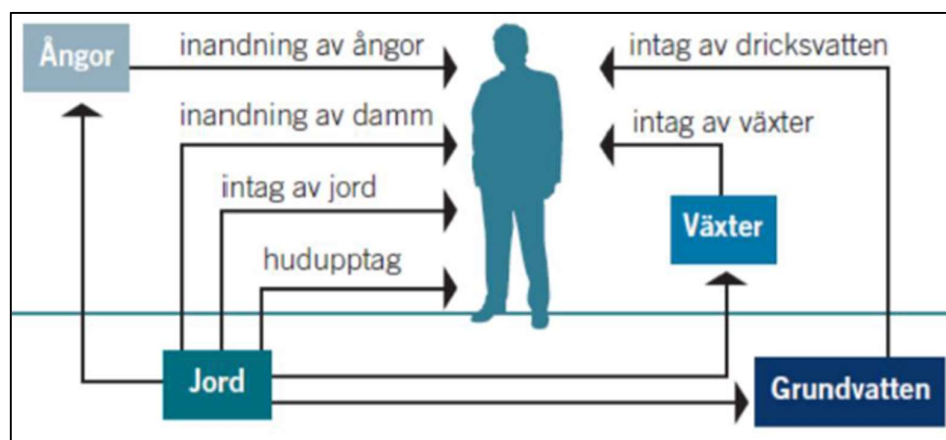 Ångor
inandning av ångor
intag av dricksvatten
inandning av damm
intag av växter
intag av jord
Växter
hudupptag
Jord
Grundvatten